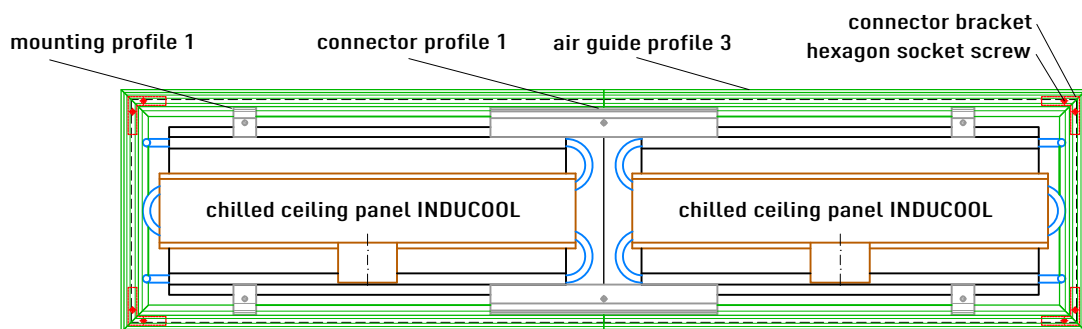 connector bracket
mounting profile 1
connector profile 1
air guide profile 3
hexagon socket screw
chilled ceiling panel INDUCOOL
chilled ceiling panel INDUCOOL